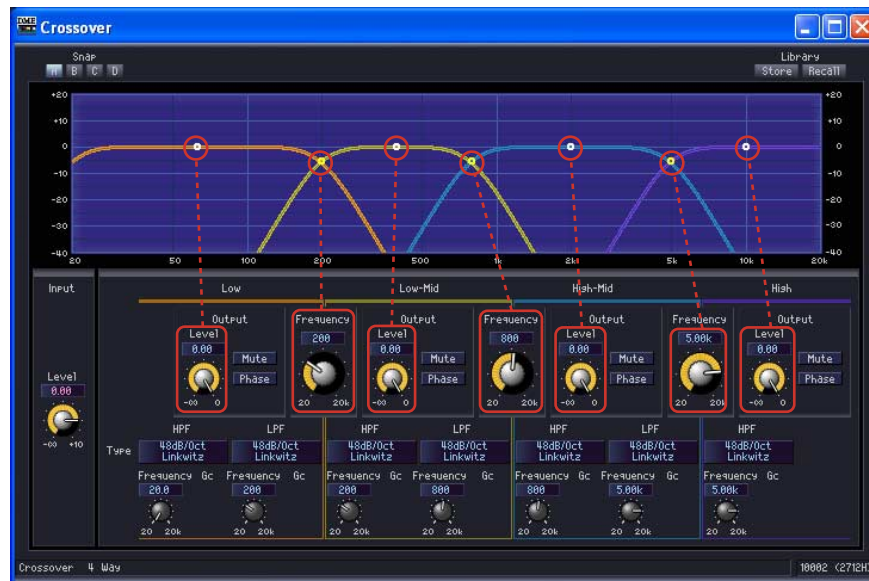 DME Crossover
Snap
A B C D
Library
Store Recall
+20 +20
+10 +10
0 0
-10 -10
-20 -20
-30 -30
-40 -40
20 50 100 200 500 1k 2k 5k 10k 20k
Input Low Low-Mid High-Mid High
Output Frequency Output Frequency Output Frequency Output
Level 200 Level 800 Level 5.00k Level
0.00 0.00 0.00 0.00
Mute Mute Mute Mute
Level Phase Phase Phase Phase
0.00
-∞ 0 20 20k -∞ 0 20 20k -∞ 0 20 20k -∞ 0
HPF LPF HPF LPF HPF LPF HPF
-∞ +10
Type 48dB/Oct 48dB/Oct 48dB/Oct 48dB/Oct 48dB/Oct 48dB/Oct 48dB/Oct
Linkwitz Linkwitz Linkwitz Linkwitz Linkwitz Linkwitz Linkwitz
Frequency Gc Frequency Gc Frequency Gc Frequency Gc Frequency Gc Frequency Gc Frequency Gc
20.0 200 200 800 800 5.00k 5.00k
20 20k 20 20k 20 20k 20 20k 20 20k 20 20k 20 20k
Crossover 4 Way 10002 (2712H)